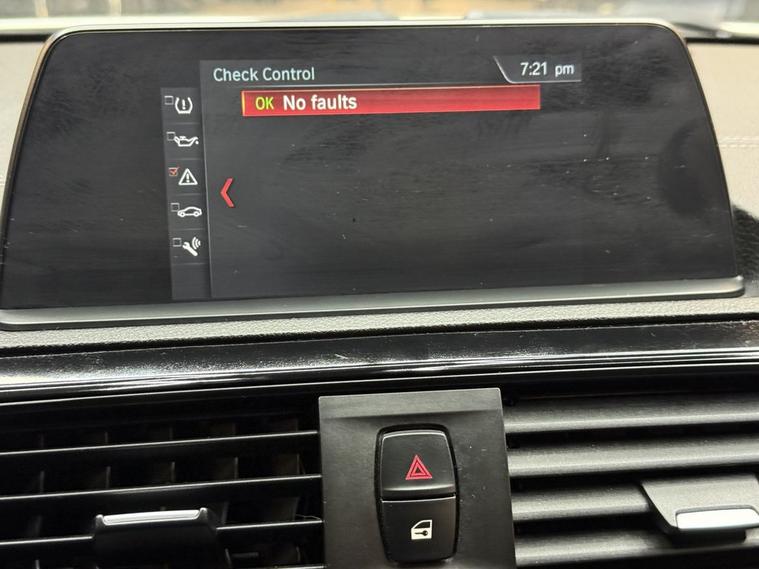 Check Control
7:21 pm
OK No faults